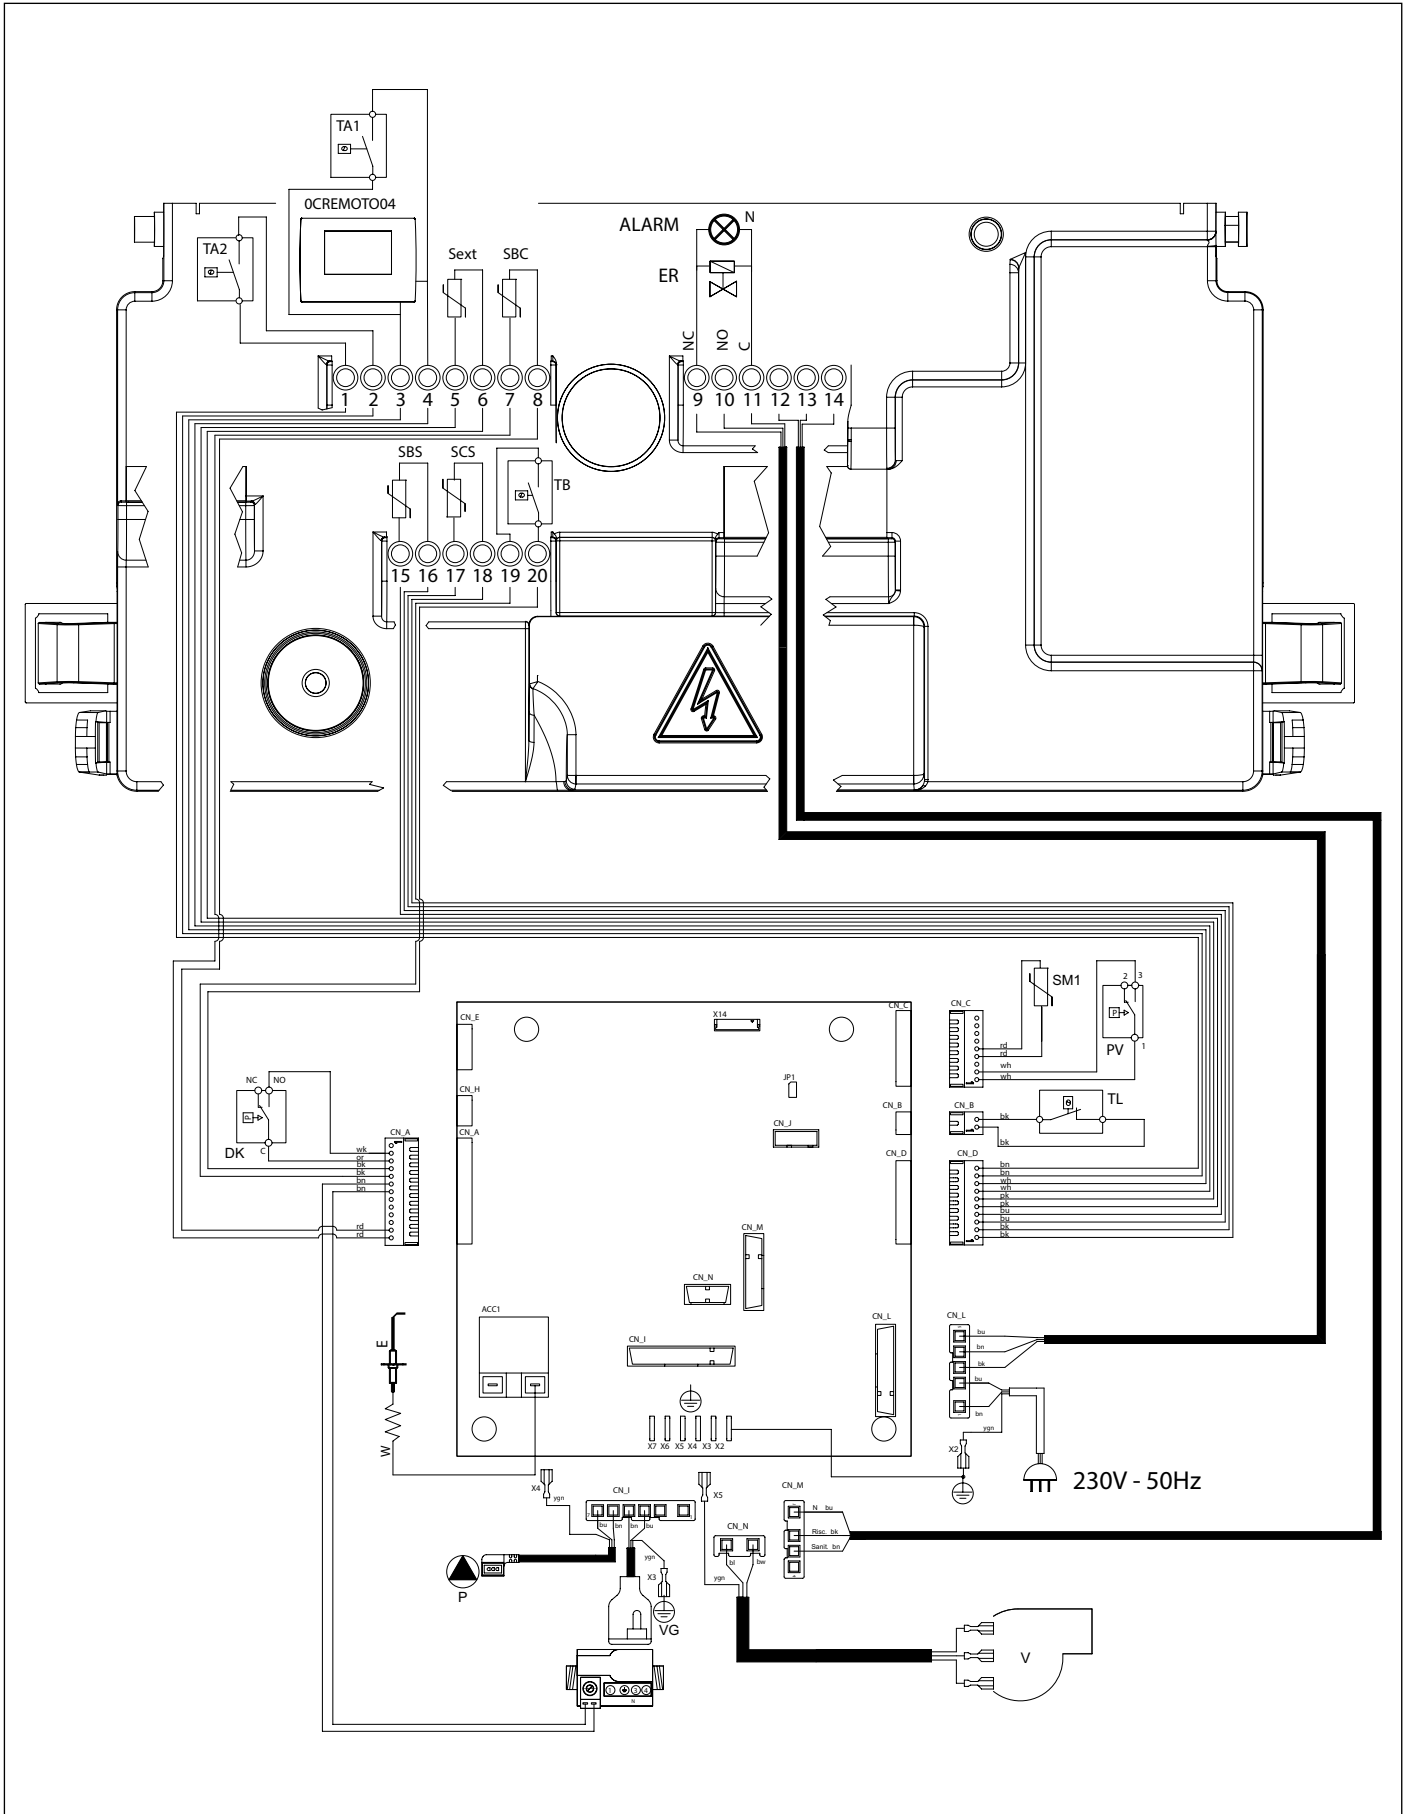 TA1
0CREMOTO04
TA2
Sext SBC
ALARM N
ER
NC NO C
1 2 3 4 5 6 7 8
9 10 11 12 13 14
SBS SCS TB
15 16 17 18 19 20
CN_E
X14
CN_C
CN_C
SM1
2 3
P
PV
1
rd
rd
wh
wh
JP1
CN_H
CN_B
CN_B
bk
bk
TL
NC NO
P
DK C
CN_A
CN_A
CN_J
CN_D
CN_D
wk
or
bk
bk
bn
bn
rd
rd
bn
bn
wh
wh
pk
pk
bu
bu
bk
bk
CN_M
CN_N
ACC1
CN_I
CN_L
CN_L
bu
bn
bk
bu
bn
ygn
E
W
X7 X6 X5 X4 X3 X2
X2
230V - 50Hz
X4
ygn
CN_I
bu bn bn bu
X5
CN_M
N bu
Risc. bk
Sanit. bn
CN_N
bl bw
ygn
ygn
X3
P
VG
V
1 3 4
N